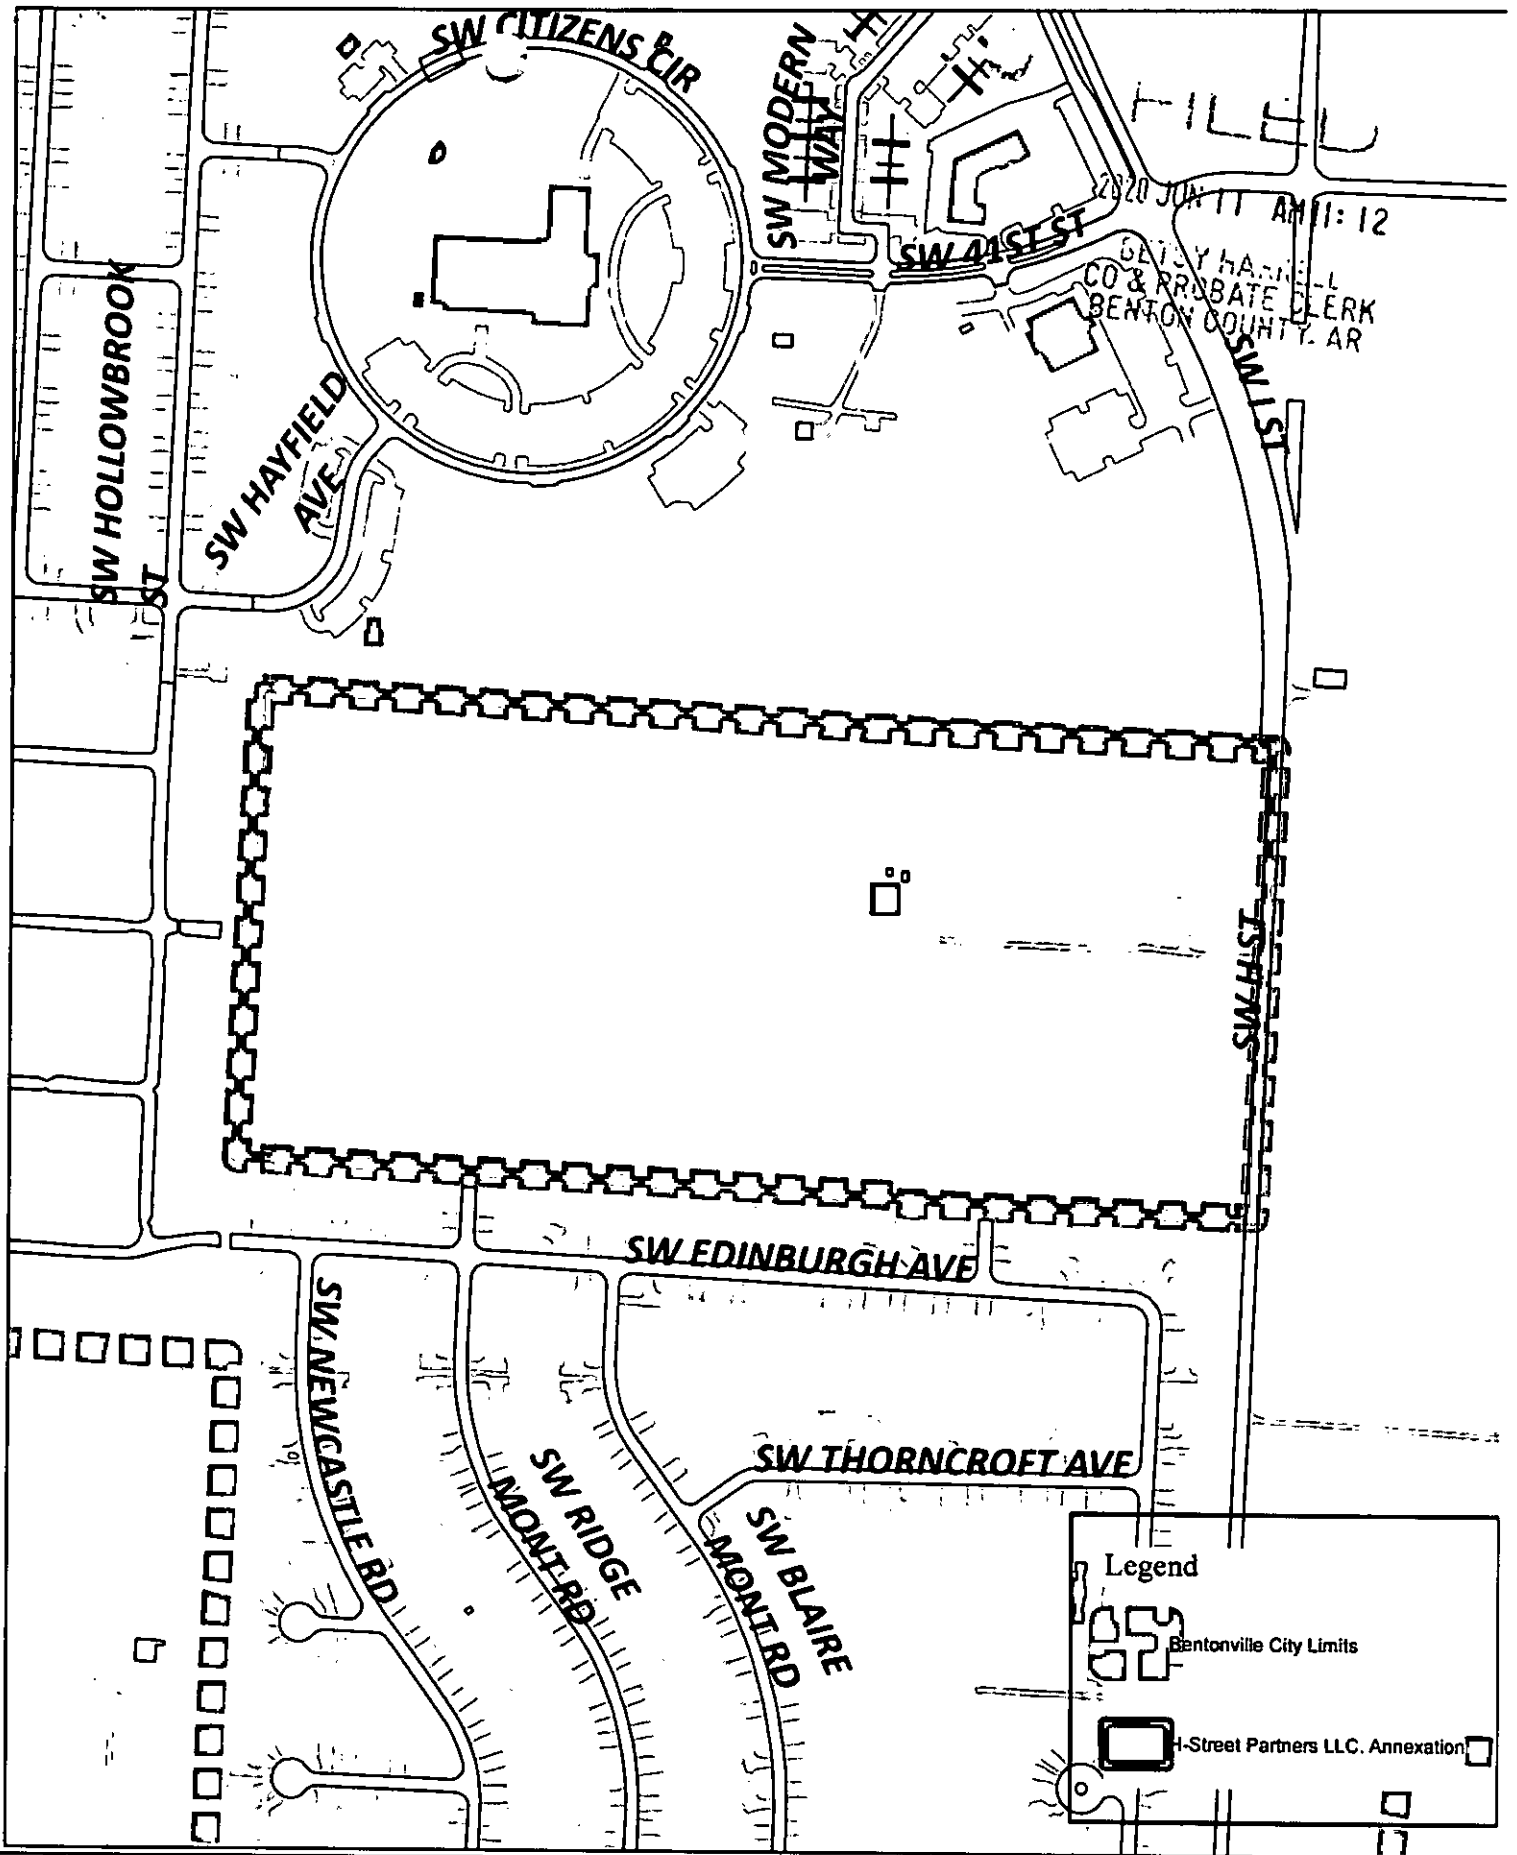 SW CITIZENS CIR
SW MODERN
WAY
FILED
2020 JUN 11 AM 11:12
BETSY
CO & PROBATE CLERK
BENTON COUNTY, AR
SW 41ST ST
SW I ST
SW HOLLOWBROOK
ST
SW HAYFIELD
AVE
SW H ST
SW EDINBURGH AVE
SW NEWCASTLE RD
SW RIDGE
MONT RD
SW THORNCROFT AVE
SW BLAIRE
MONT RD
Legend
Bentonville City Limits
H-Street Partners LLC. Annexation